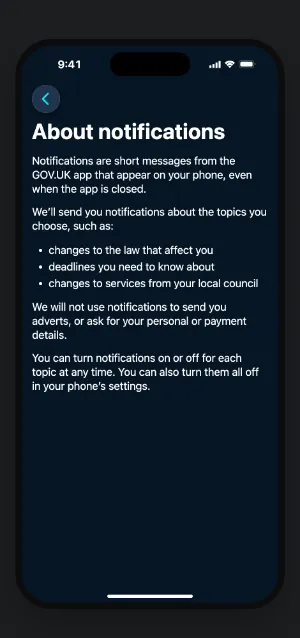 9:41
About notifications
Notifications are short messages from the
GOV.UK app that appear on your phone, even
when the app is closed.
We'll send you notifications about the topics you
choose, such as:
• changes to the law that affect you
• deadlines you need to know about
• changes to services from your local council
We will not use notifications to send you
adverts, or ask for your personal or payment
details.
You can turn notifications on or off for each
topic at any time. You can also turn them all off
in your phone's settings.